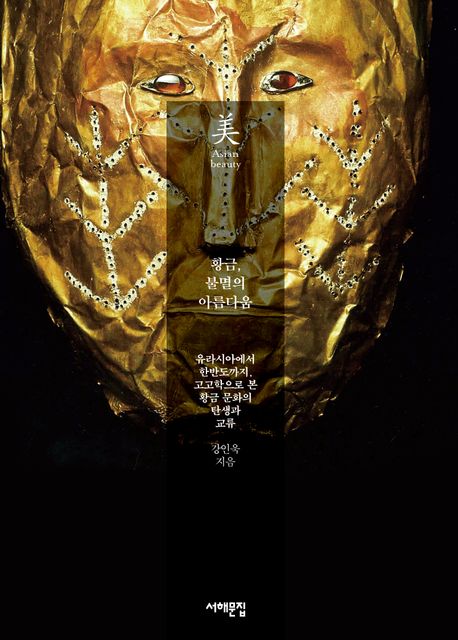 美
Asian
beauty
황금,
불멸의
아름다움
유라시아에서
한반도까지,
고고학으로 본
황금 문화의
탄생과
교류
강인욱
지음
서해문집